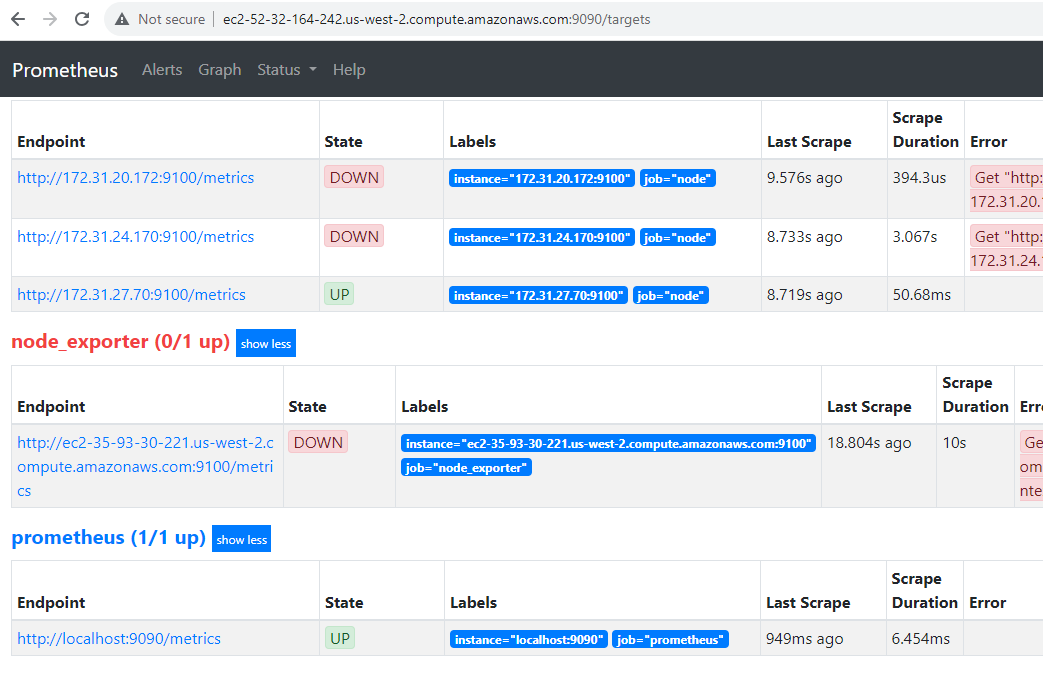 Not secure ec2-52-32-164-242.us-west-2.compute.amazonaws.com:9090/targets
Prometheus Alerts Graph Status Help
Endpoint State Labels Last Scrape Scrape Duration Error
http://172.31.20.172:9100/metrics DOWN instance="172.31.20.172:9100" job="node" 9.576s ago 394.3us Get "http:
172.31.20.1
http://172.31.24.170:9100/metrics DOWN instance="172.31.24.170:9100" job="node" 8.733s ago 3.067s Get "http:
172.31.24.1
http://172.31.27.70:9100/metrics UP instance="172.31.27.70:9100" job="node" 8.719s ago 50.68ms
node_exporter (0/1 up) show less
Endpoint State Labels Last Scrape Scrape Duration Erro
http://ec2-35-93-30-221.us-west-2.c DOWN instance="ec2-35-93-30-221.us-west-2.compute.amazonaws.com:9100" 18.804s ago 10s Ge
ompute.amazonaws.com:9100/metri job="node_exporter" om
cs nte
prometheus (1/1 up) show less
Endpoint State Labels Last Scrape Scrape Duration Error
http://localhost:9090/metrics UP instance="localhost:9090" job="prometheus" 949ms ago 6.454ms